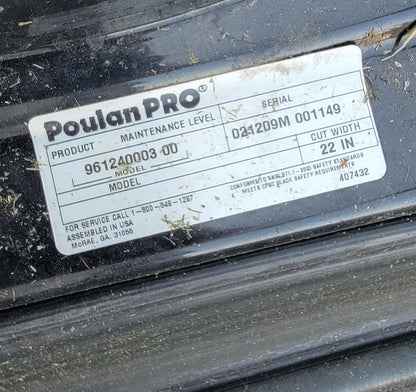 Poulan PRO®
PRODUCT MAINTENANCE LEVEL SERIAL
961240003 00 021209M 001149
MODEL CUT WIDTH
MODEL 22 IN
FOR SERVICE CALL 1-800-849-1297
ASSEMBLED IN USA
McRAE, GA. 31055
CONFORMS TO ANSI B71.1 - 2003 SAFETY STANDARDS
MEETS CPSC BLADE SAFETY REQUIREMENTS
407432